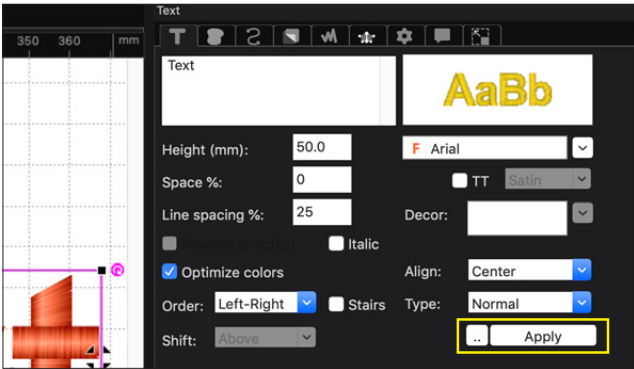 Text
350 360 mm
Text
AaBb
Height (mm): 50.0
F Arial
Space %: 0
TT Satin
Line spacing %: 25
Decor:
Reverse direction Italic
Optimize colors
Align: Center
Order: Left-Right Stairs
Type: Normal
Shift: Above
.. Apply